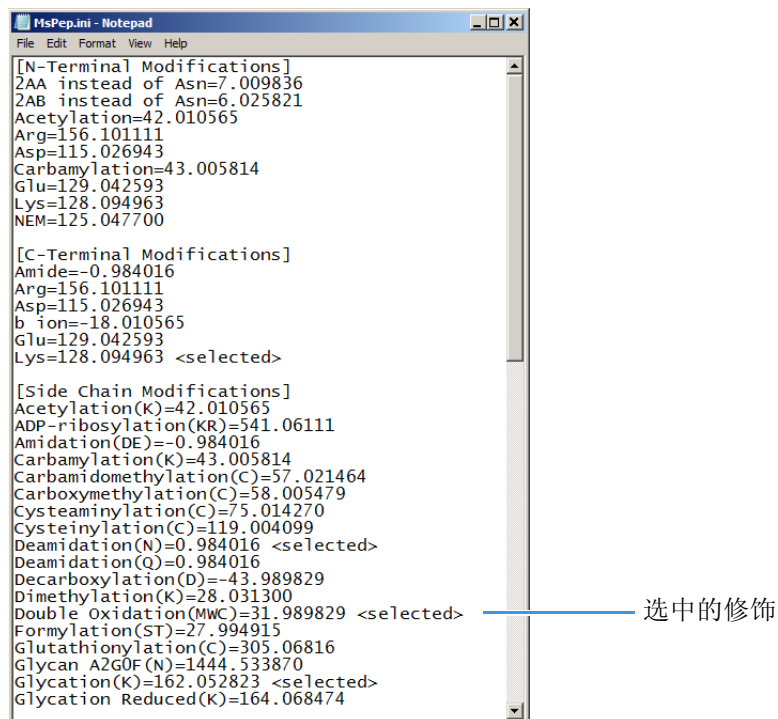 MsPep.ini - Notepad
File Edit Format View Help
[N-Terminal Modifications]
2AA instead of Asn=7.009836
2AB instead of Asn=6.025821
Acetylation=42.010565
Arg=156.101111
Asp=115.026943
Carbamylation=43.005814
Glu=129.042593
Lys=128.094963
NEM=125.047700
[C-Terminal Modifications]
Amide=-0.984016
Arg=156.101111
Asp=115.026943
b ion=-18.010565
Glu=129.042593
Lys=128.094963 <selected>
[Side Chain Modifications]
Acetylation(K)=42.010565
ADP-ribosylation(KR)=541.06111
Amidation(DE)=-0.984016
Carbamylation(K)=43.005814
Carbamidomethylation(C)=57.021464
Carboxymethylation(C)=58.005479
Cysteaminylation(C)=75.014270
Cysteinylation(C)=119.004099
Deamidation(N)=0.984016 <selected>
Deamidation(Q)=0.984016
Decarboxylation(D)=-43.989829
Dimethylation(K)=28.031300
Double Oxidation(MWC)=31.989829 <selected>
选中的修饰
Formylation(ST)=27.994915
Glutathionylation(C)=305.06816
Glycan A2G0F(N)=1444.533870
Glycation(K)=162.052823 <selected>
Glycation Reduced(K)=164.068474